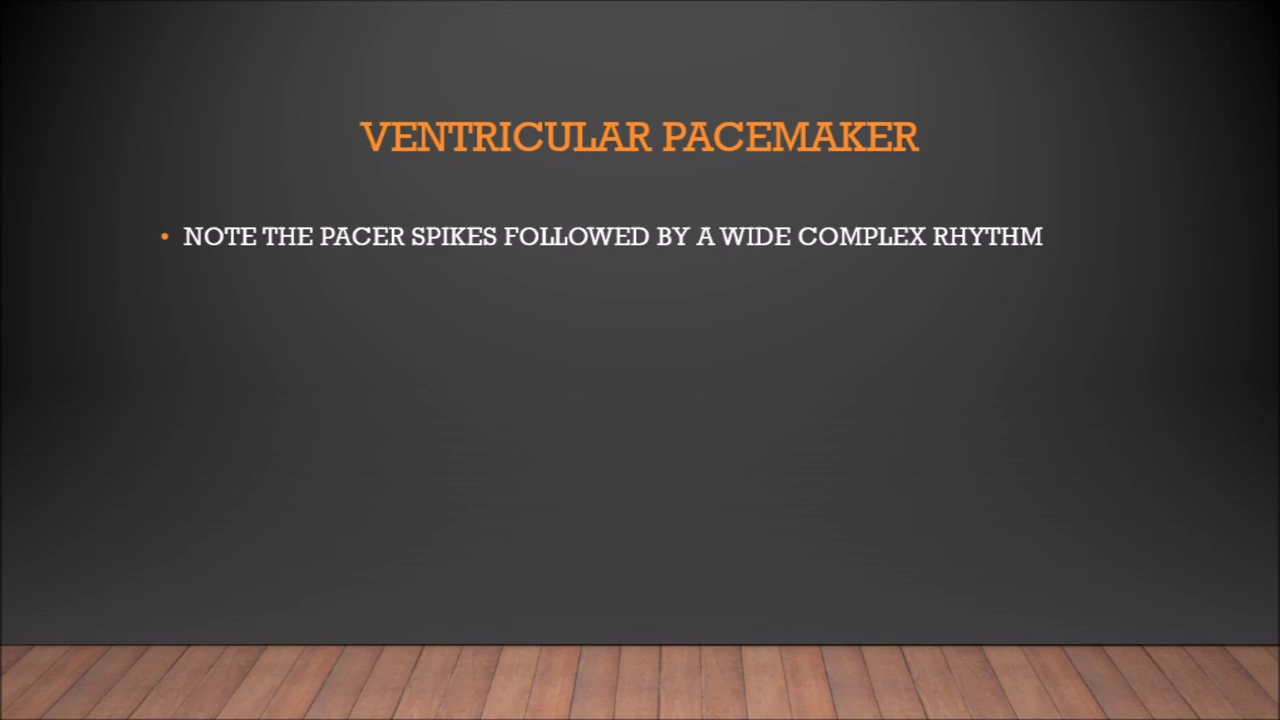 VENTRICULAR PACEMAKER
• NOTE THE PACER SPIKES FOLLOWED BY A WIDE COMPLEX RHYTHM